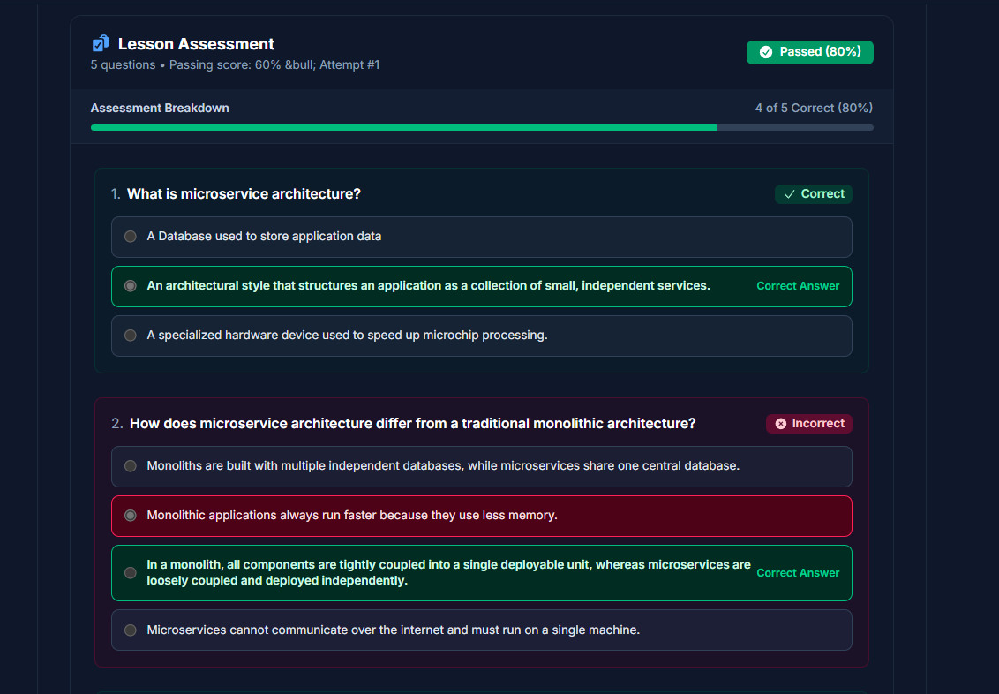 Lesson Assessment
5 questions • Passing score: 60% &bull; Attempt #1
Passed (80%)
Assessment Breakdown
4 of 5 Correct (80%)
1. What is microservice architecture?
Correct
A Database used to store application data
An architectural style that structures an application as a collection of small, independent services.
Correct Answer
A specialized hardware device used to speed up microchip processing.
2. How does microservice architecture differ from a traditional monolithic architecture?
Incorrect
Monoliths are built with multiple independent databases, while microservices share one central database.
Monolithic applications always run faster because they use less memory.
In a monolith, all components are tightly coupled into a single deployable unit, whereas microservices are
loosely coupled and deployed independently.
Correct Answer
Microservices cannot communicate over the internet and must run on a single machine.